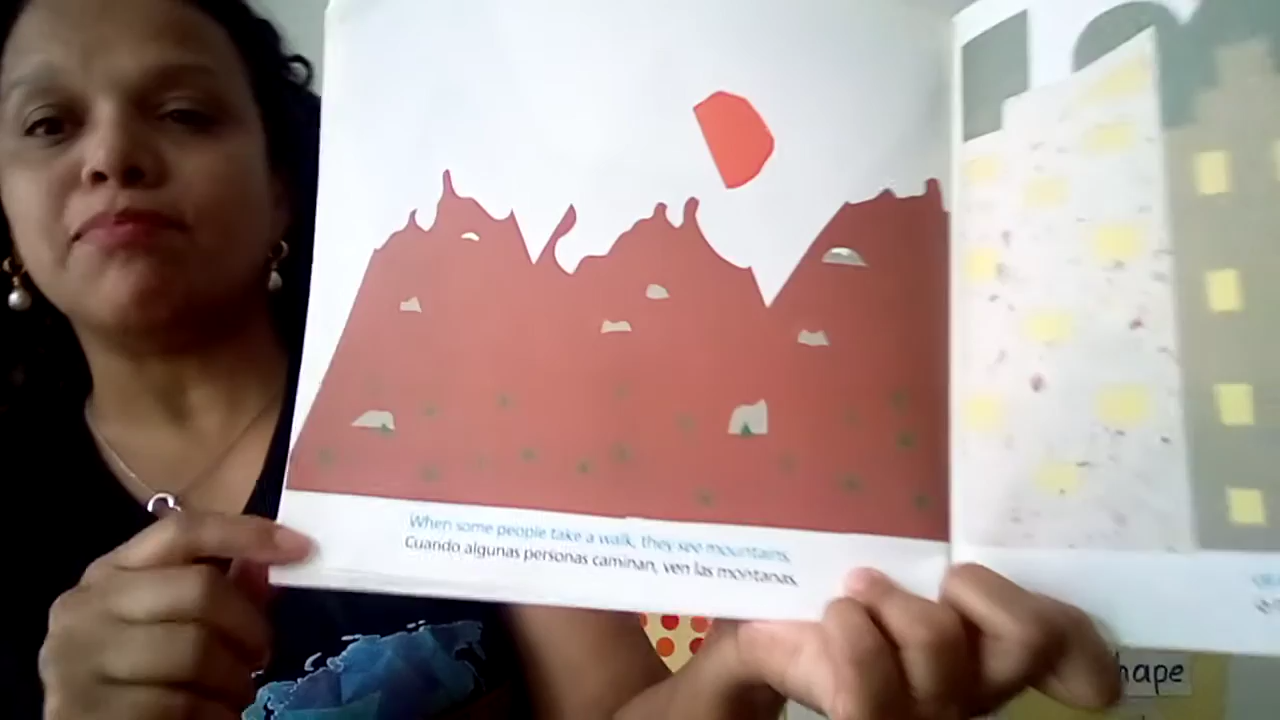 When some people take a walk, they see mountains.
Cuando algunas personas caminan, ven las montanas.
hape